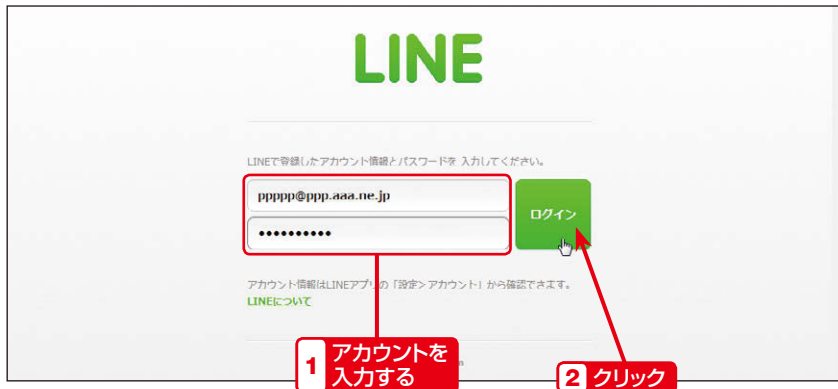 LINE
LINEで登録したアカウント情報とパスワードを 入力してください。
ppppp@ppp.aaa.ne.jp
••••••••••
ログイン
アカウント情報はLINEアプリの「設定>アカウント」から確認できます。
LINEについて
1 アカウントを
入力する
2 クリック